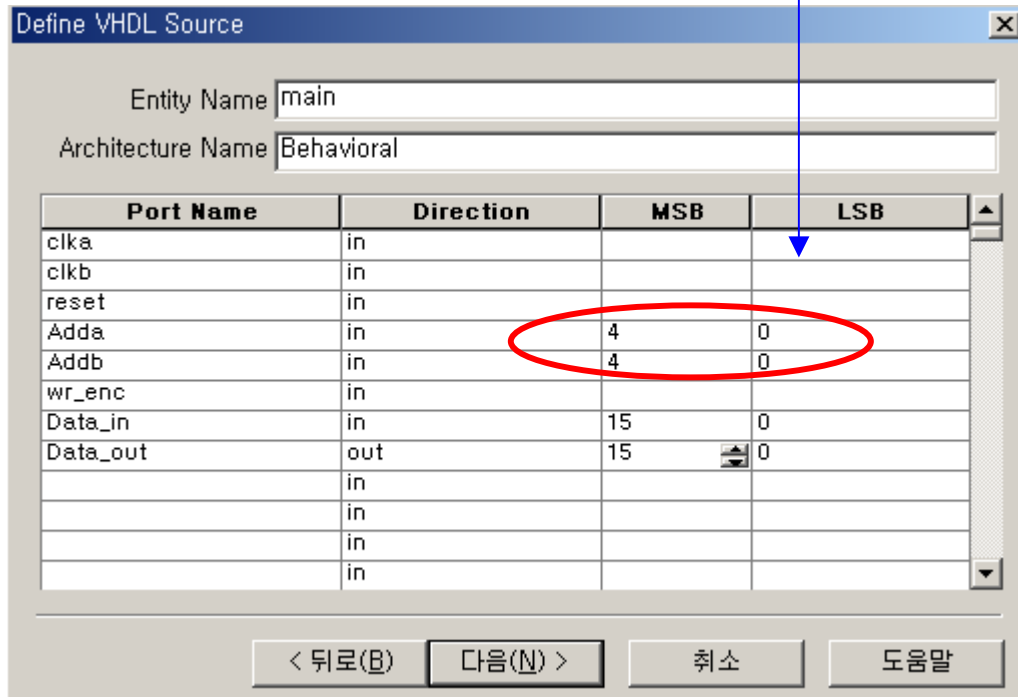 Define VHDL Source
Entity Name main
Architecture Name Behavioral
Port Name Direction MSB LSB
clka in
clkb in
reset in
Adda in 4 0
Addb in 4 0
wr_enc in
Data_in in 15 0
Data_out out 15 0
in
in
in
in
< 뒤로(B) 다음(N) > 취소 도움말